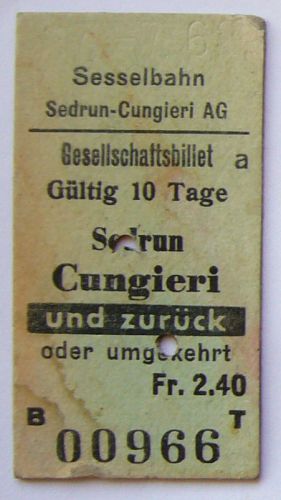 Sesselbahn
Sedrun-Cungieri AG
Gesellschaftsbillet a
Gültig 10 Tage
Sedrun
Cungieri
und zurück
oder umgekehrt
Fr. 2.40
B T
00966